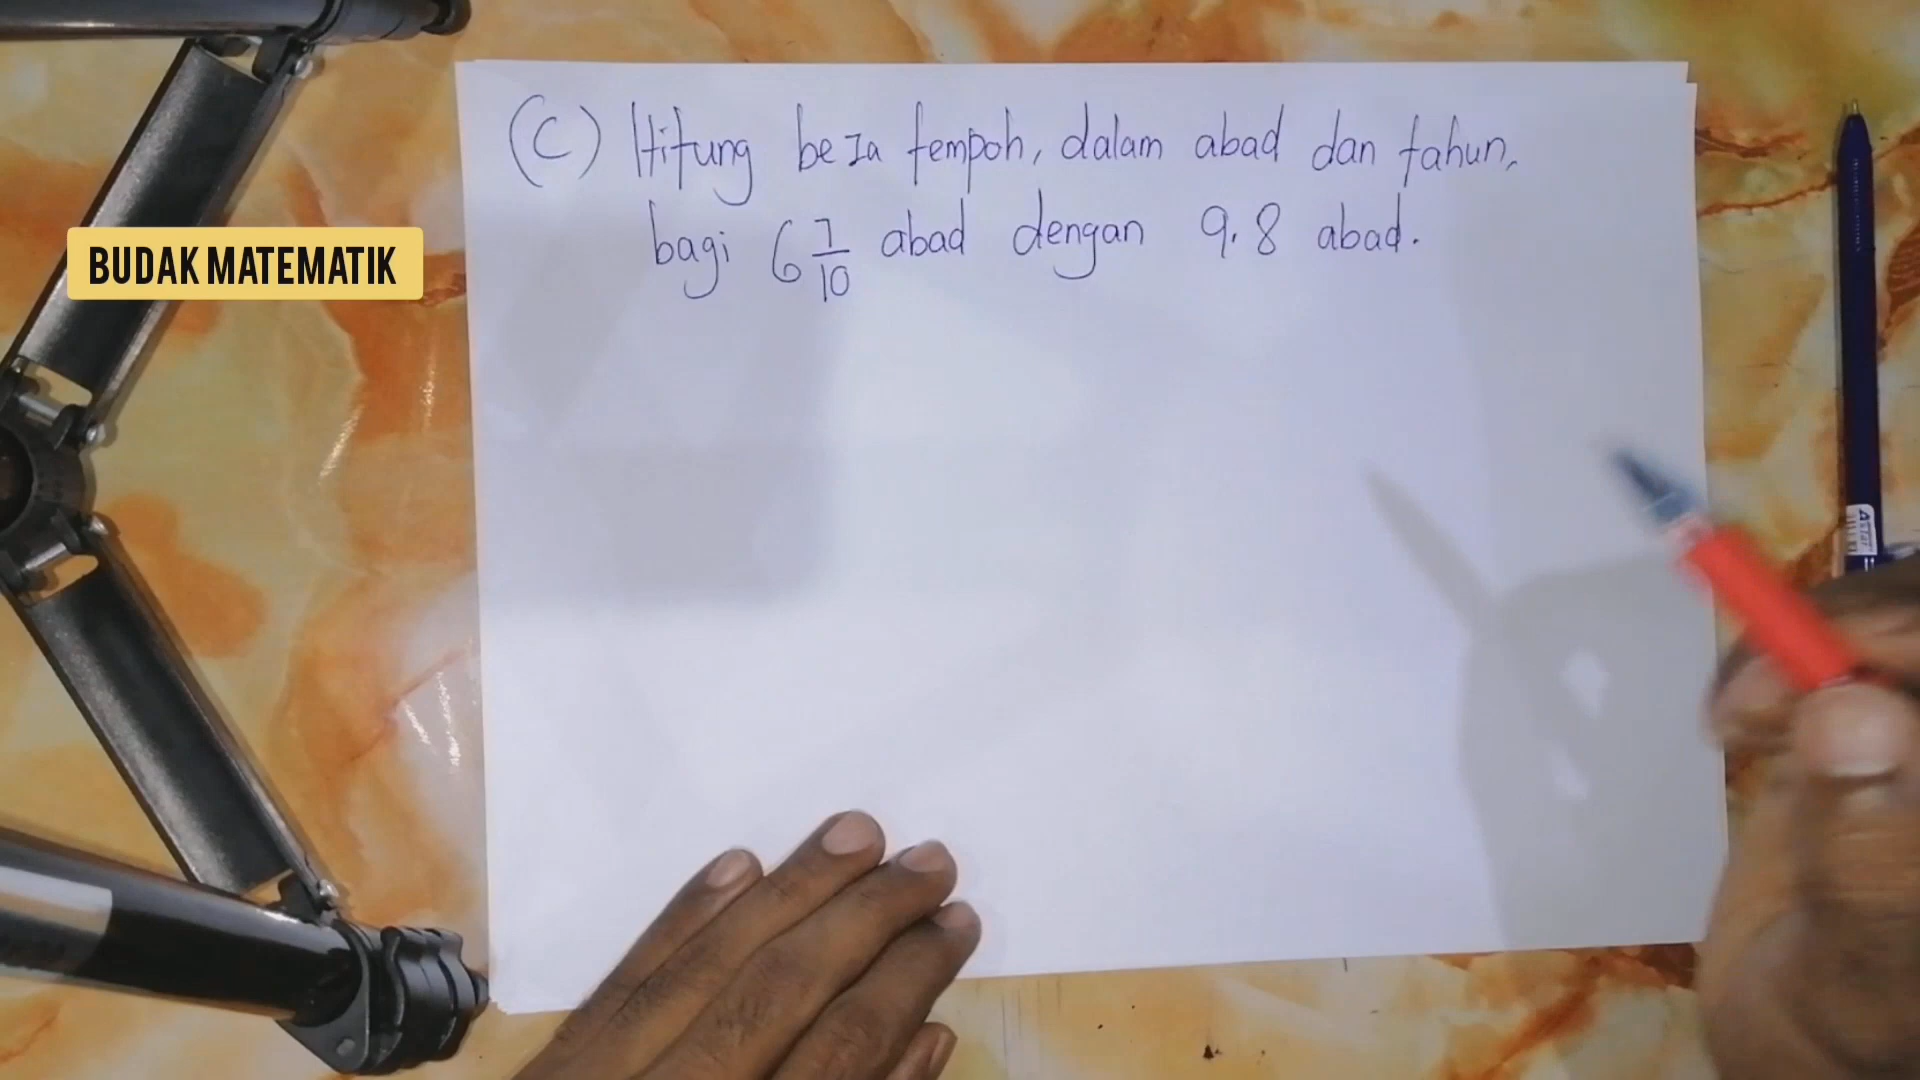 (C) Hitung beza tempoh, dalam abad dan tahun,
bagi 6 7/10 abad dengan 9.8 abad.
BUDAK MATEMATIK